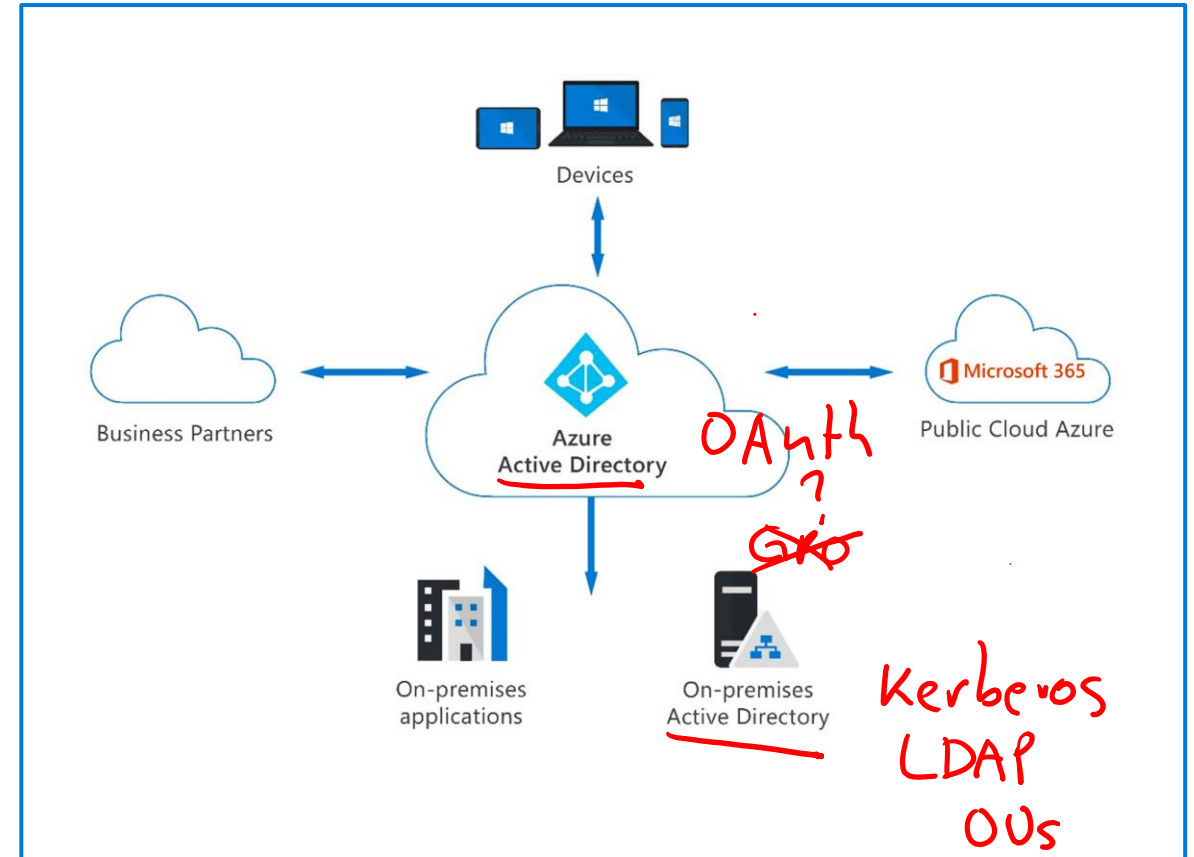 Devices
Microsoft 365
Business Partners
Public Cloud Azure
Azure
Active Directory
OAuth
?
GPO
On-premises
applications
On-premises
Active Directory
Kerberos
LDAP
OUs